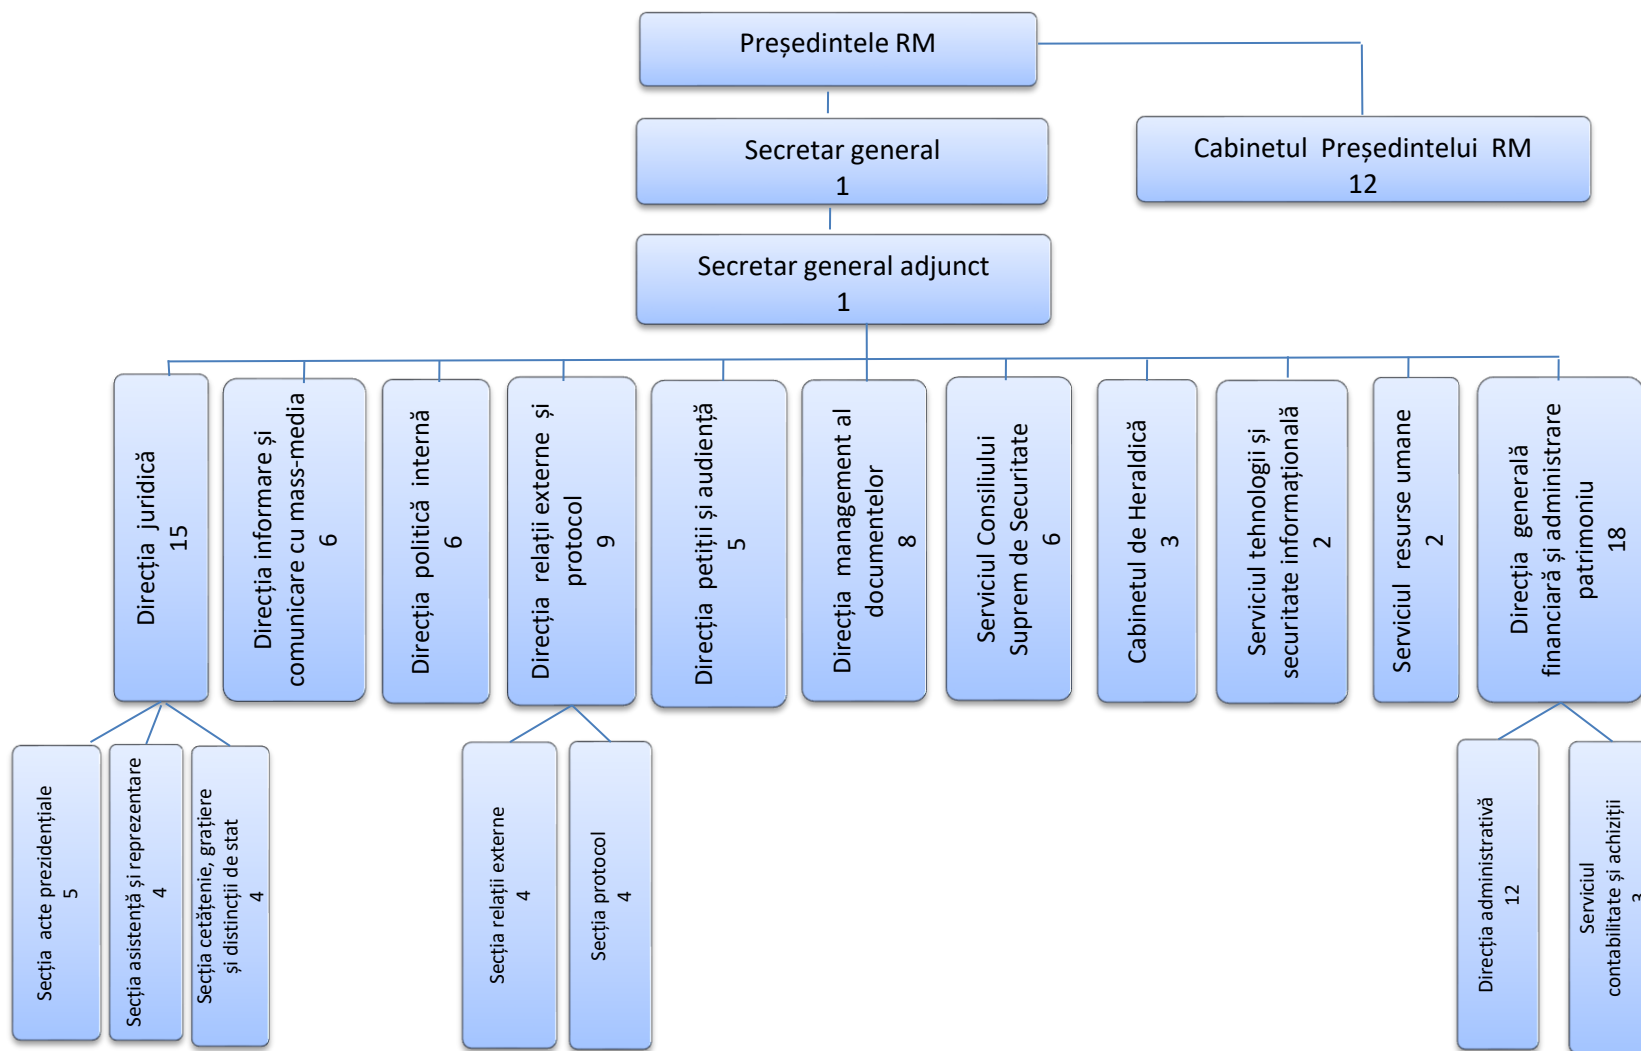 Președintele RM
Secretar general
1
Cabinetul Președintelui RM
12
Secretar general adjunct
1
Direcția juridică
15
Direcția informare și
comunicare cu mass-media
6
Direcția politică internă
6
Direcția relații externe și
protocol
9
Direcția petiții și audiență
5
Direcția management al
documentelor
8
Serviciul Consiliului
Suprem de Securitate
6
Cabinetul de Heraldică
3
Serviciul tehnologii și
securitate informațională
2
Serviciul resurse umane
2
Direcția generală
financiară și administrare
patrimoniu
18
Secția acte prezidențiale
5
Secția asistență și reprezentare
4
Secția cetățenie, grațiere
și distincții de stat
4
Secția relații externe
4
Secția protocol
4
Direcția administrativă
12
Serviciul
contabilitate și achiziții
3